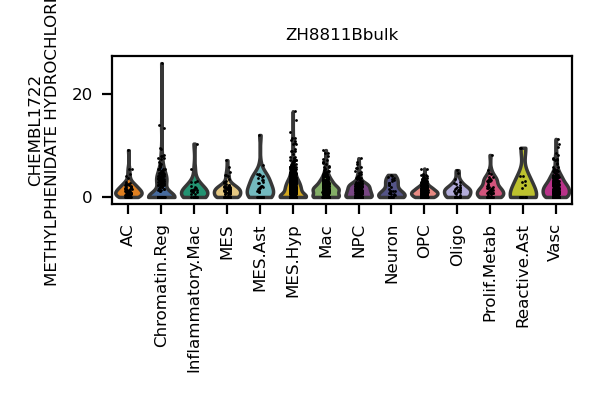 ZH8811Bbulk
CHEMBL1722
METHYLPHENIDATE HYDROCHLORI
20
0
AC
Chromatin.Reg
Inflammatory.Mac
MES
MES.Ast
MES.Hyp
Mac
NPC
Neuron
OPC
Oligo
Prolif.Metab
Reactive.Ast
Vasc